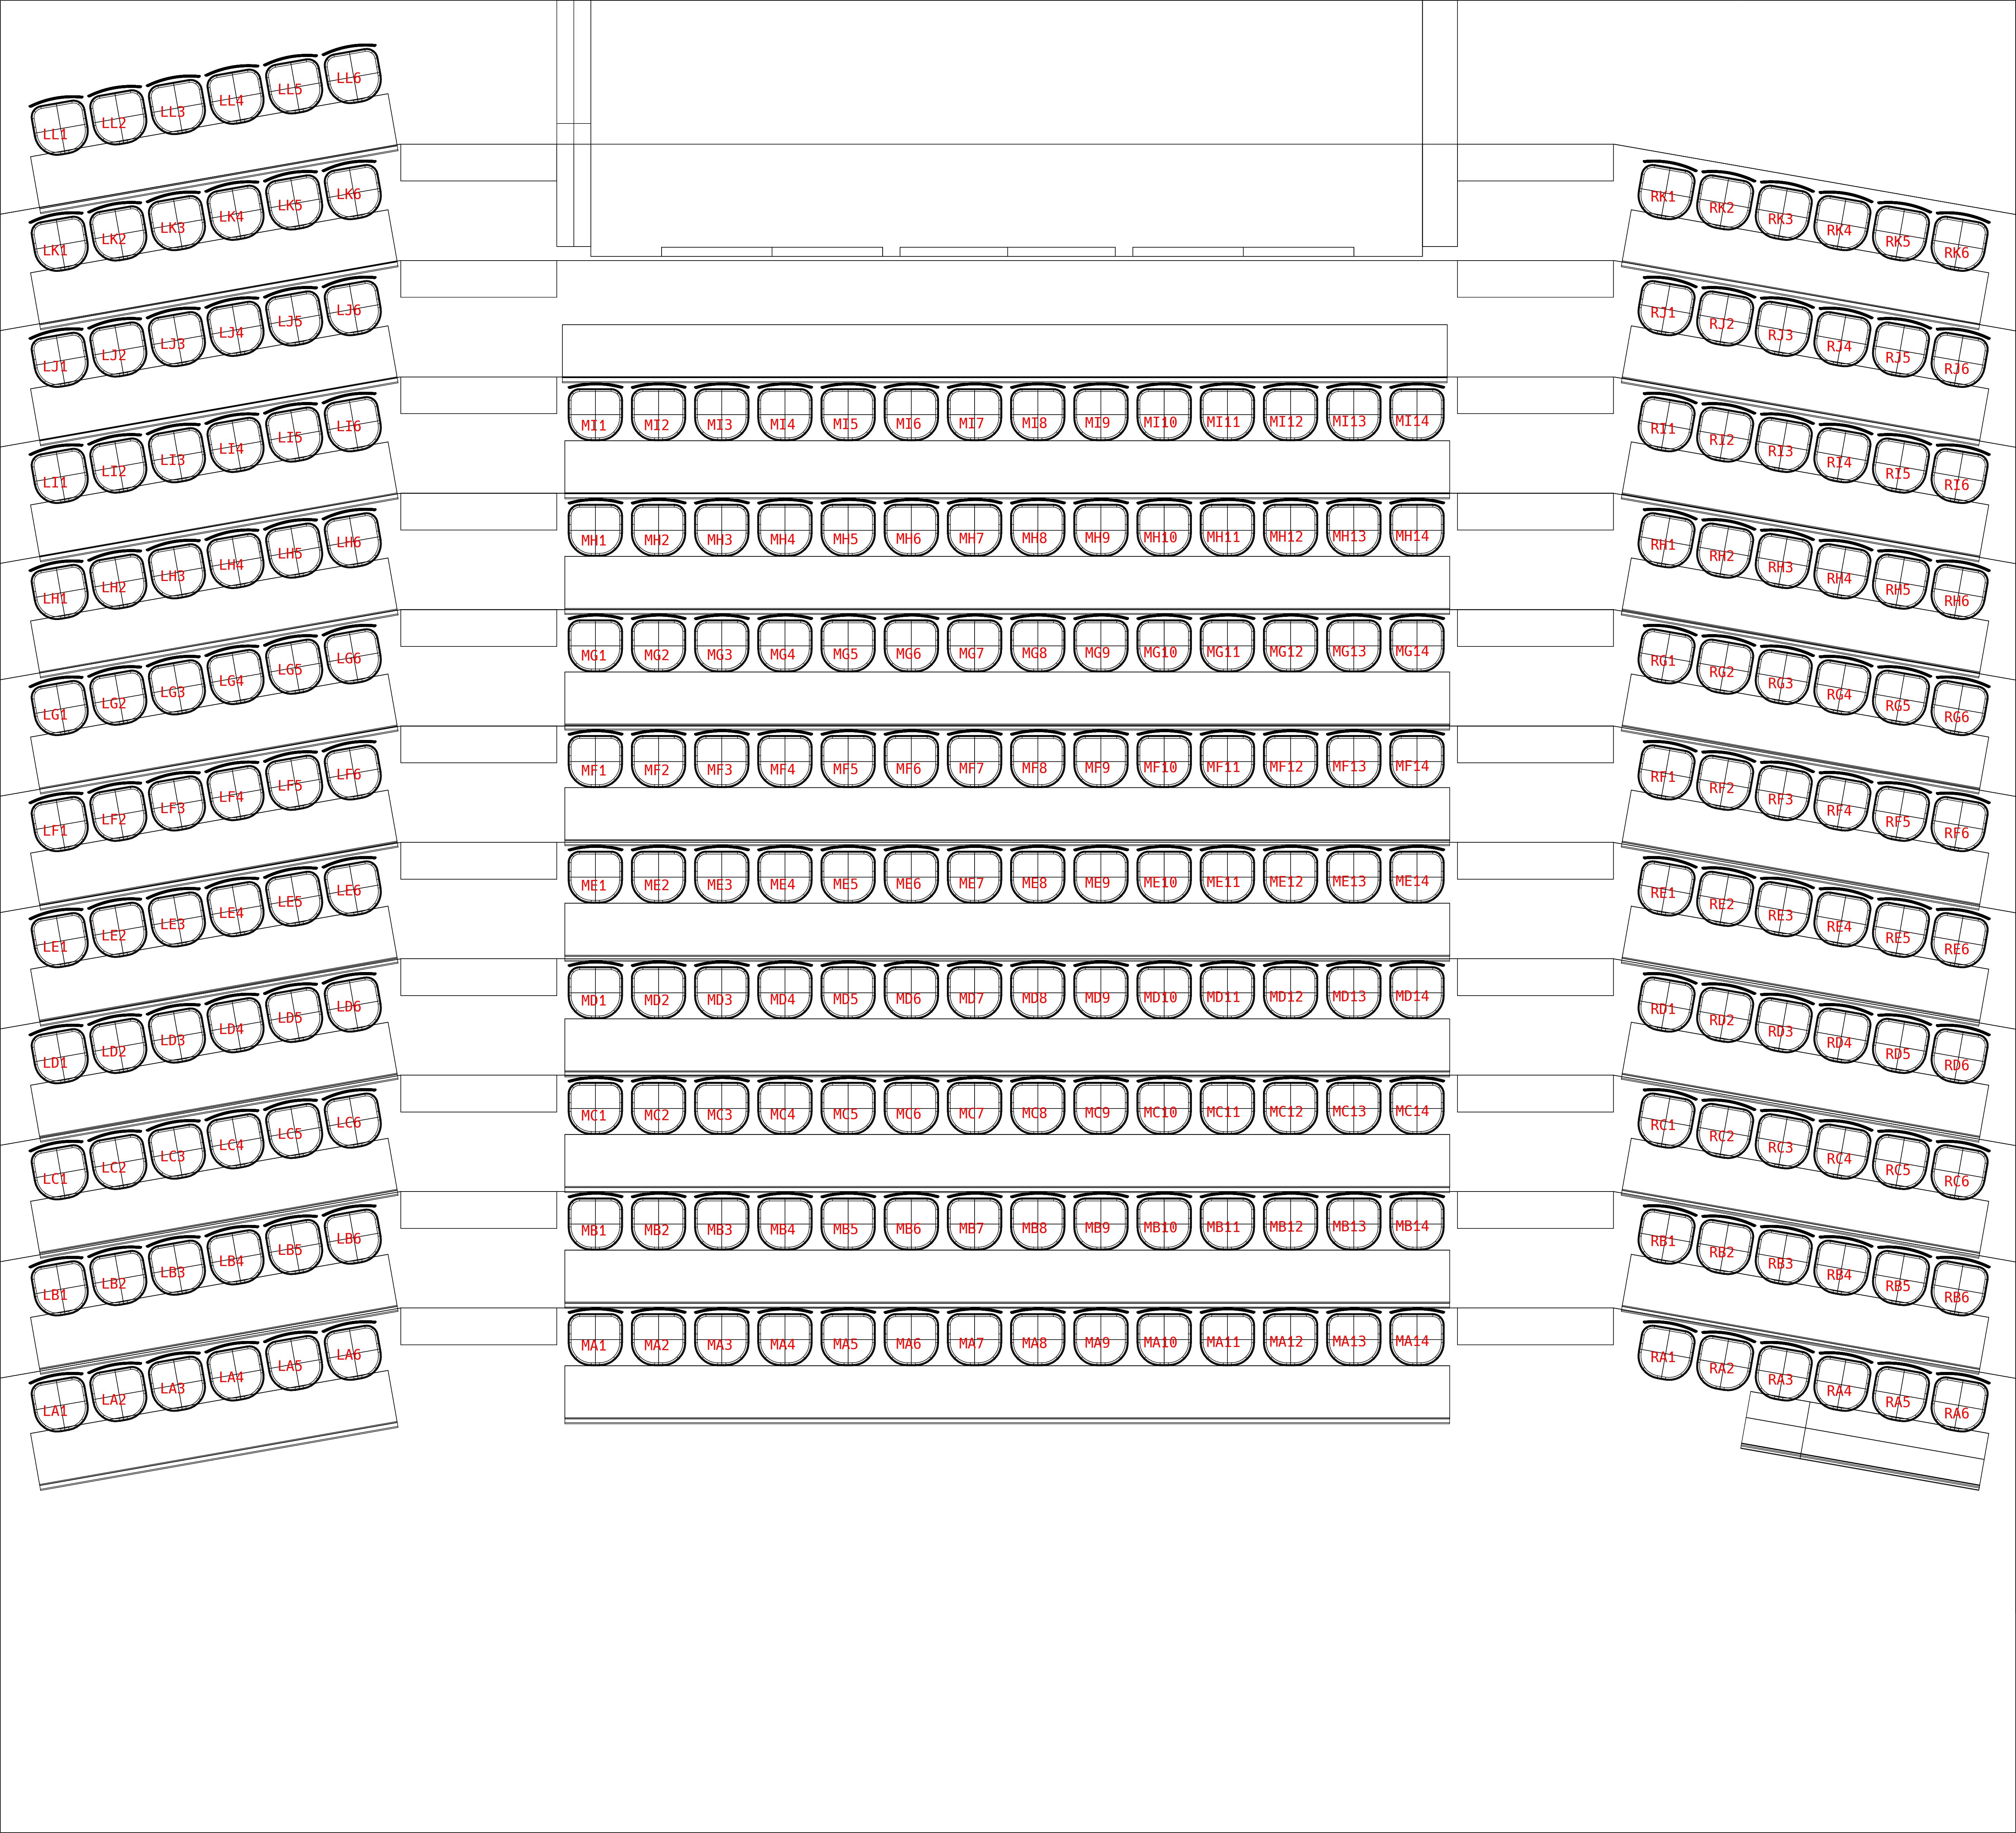 LL1 LL2 LL3 LL4 LL5 LL6
LK1 LK2 LK3 LK4 LK5 LK6
RK1 RK2 RK3 RK4 RK5 RK6
LJ1 LJ2 LJ3 LJ4 LJ5 LJ6
RJ1 RJ2 RJ3 RJ4 RJ5 RJ6
LI1 LI2 LI3 LI4 LI5 LI6
MI1 MI2 MI3 MI4 MI5 MI6 MI7 MI8 MI9 MI10 MI11 MI12 MI13 MI14
RI1 RI2 RI3 RI4 RI5 RI6
LH1 LH2 LH3 LH4 LH5 LH6
MH1 MH2 MH3 MH4 MH5 MH6 MH7 MH8 MH9 MH10 MH11 MH12 MH13 MH14
RH1 RH2 RH3 RH4 RH5 RH6
LG1 LG2 LG3 LG4 LG5 LG6
MG1 MG2 MG3 MG4 MG5 MG6 MG7 MG8 MG9 MG10 MG11 MG12 MG13 MG14
RG1 RG2 RG3 RG4 RG5 RG6
LF1 LF2 LF3 LF4 LF5 LF6
MF1 MF2 MF3 MF4 MF5 MF6 MF7 MF8 MF9 MF10 MF11 MF12 MF13 MF14
RF1 RF2 RF3 RF4 RF5 RF6
LE1 LE2 LE3 LE4 LE5 LE6
ME1 ME2 ME3 ME4 ME5 ME6 ME7 ME8 ME9 ME10 ME11 ME12 ME13 ME14
RE1 RE2 RE3 RE4 RE5 RE6
LD1 LD2 LD3 LD4 LD5 LD6
MD1 MD2 MD3 MD4 MD5 MD6 MD7 MD8 MD9 MD10 MD11 MD12 MD13 MD14
RD1 RD2 RD3 RD4 RD5 RD6
LC1 LC2 LC3 LC4 LC5 LC6
MC1 MC2 MC3 MC4 MC5 MC6 MC7 MC8 MC9 MC10 MC11 MC12 MC13 MC14
RC1 RC2 RC3 RC4 RC5 RC6
LB1 LB2 LB3 LB4 LB5 LB6
MB1 MB2 MB3 MB4 MB5 MB6 MB7 MB8 MB9 MB10 MB11 MB12 MB13 MB14
RB1 RB2 RB3 RB4 RB5 RB6
LA1 LA2 LA3 LA4 LA5 LA6
MA1 MA2 MA3 MA4 MA5 MA6 MA7 MA8 MA9 MA10 MA11 MA12 MA13 MA14
RA1 RA2 RA3 RA4 RA5 RA6